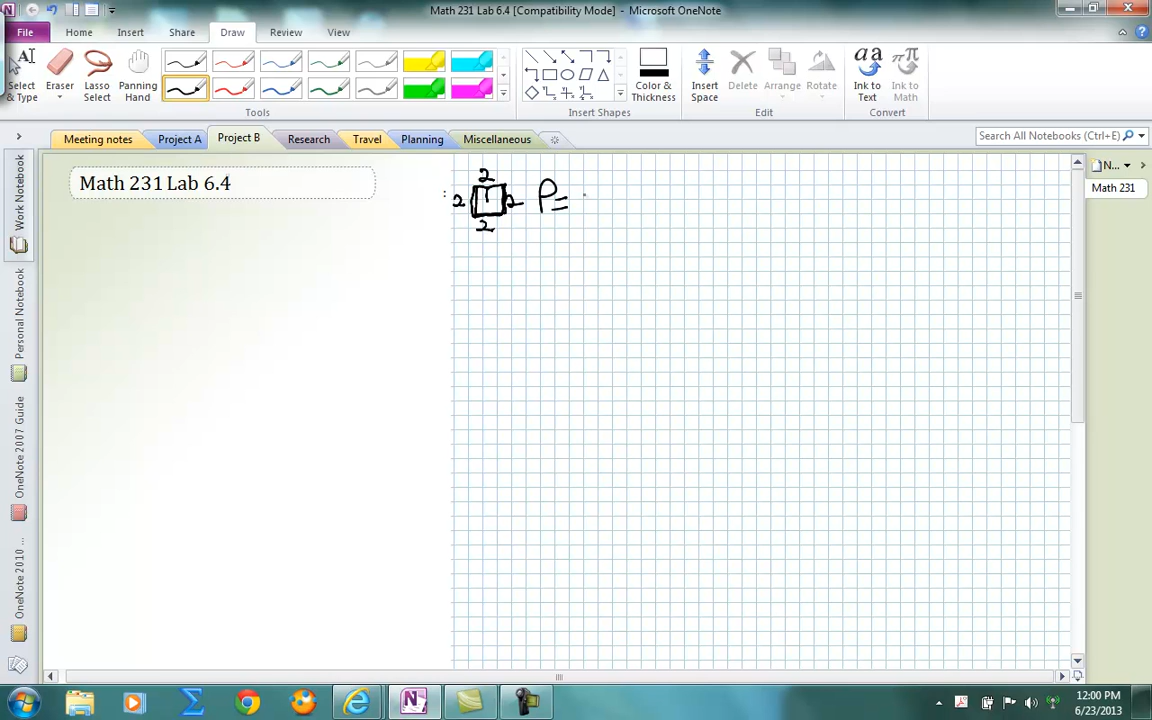 Math 231 Lab 6.4 [Compatibility Mode] - Microsoft OneNote
File Home Insert Share Draw Review View
Select & Type
Eraser
Lasso Select
Panning Hand
Color & Thickness
Insert Space
Delete
Arrange
Rotate
Ink to Text
Ink to Math
Tools
Insert Shapes
Edit
Convert
Meeting notes Project A Project B Research Travel Planning Miscellaneous
Search All Notebooks (Ctrl+E)
N...
Math 231
Work Notebook
Personal Notebook
OneNote 2007 Guide
OneNote 2010 ...
Math 231 Lab 6.4
2
2 1 2 P=
2
12:00 PM
6/23/2013